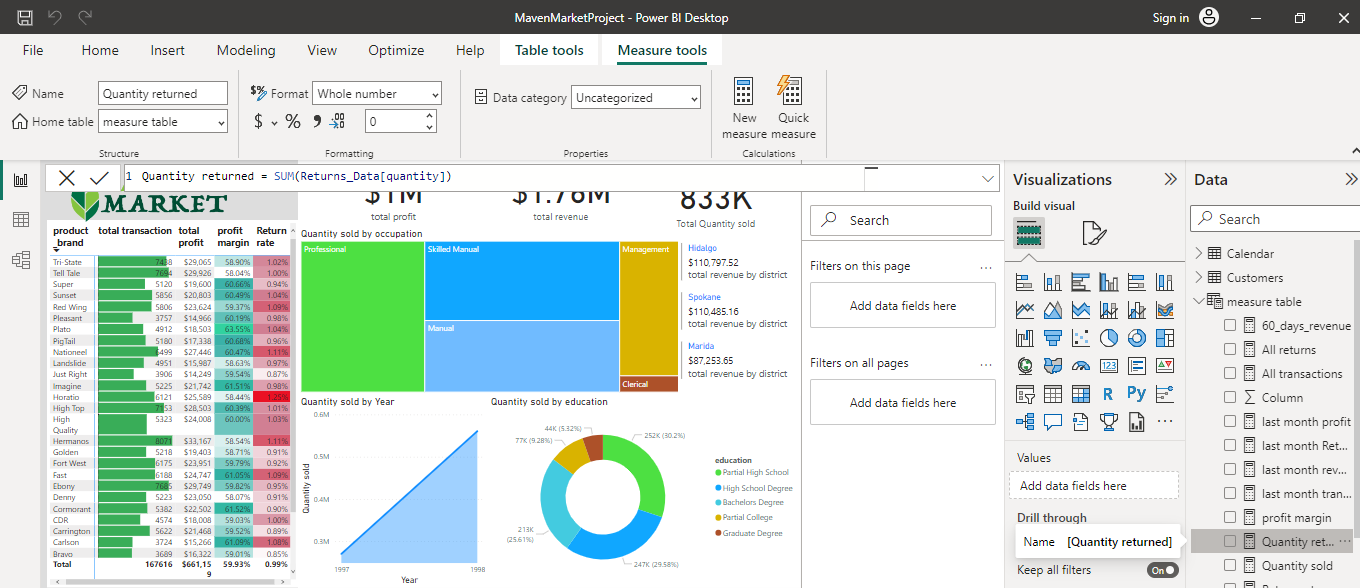 MavenMarketProject - Power BI Desktop
Sign in
File Home Insert Modeling View Optimize Help Table tools Measure tools
Name Quantity returned
Home table measure table
Structure
Format Whole number
$ % 0
Formatting
Data category Uncategorized
Properties
New measure
Quick measure
Calculations
1 Quantity returned = SUM(Returns_Data[quantity])
MARKET
$1M
total profit
$1.76M
total revenue
833K
Total Quantity sold
product _brand total transaction total profit profit margin Return rate
Tri-State 7438 $29,065 58.90% 1.02%
Tell Tale 7694 $29,926 58.04% 1.00%
Super 5120 $19,600 60.66% 0.94%
Sunset 5856 $20,803 60.49% 1.04%
Red Wing 5806 $23,624 59.37% 1.09%
Pleasant 3757 $14,966 60.19% 0.98%
Plato 4912 $18,503 63.55% 1.04%
PigTail 5180 $17,338 60.68% 0.96%
Nationeel 6499 $27,446 60.47% 1.11%
Landslide 4951 $15,987 58.63% 0.97%
Just Right 3906 $14,249 59.54% 0.87%
Imagine 5225 $21,742 61.51% 0.98%
Horatio 6121 $25,589 58.44% 1.25%
High Top 7153 $28,503 60.39% 1.01%
High Quality 5323 $24,008 60.00% 1.03%
Hermanos 8071 $33,167 58.54% 1.11%
Golden 5218 $19,403 58.71% 0.91%
Fort West 6175 $23,951 59.79% 0.92%
Fast 6188 $24,747 61.05% 1.09%
Ebony 7685 $29,749 59.82% 0.95%
Denny 5223 $23,050 58.07% 0.91%
Cormorant 5382 $22,502 61.52% 0.90%
CDR 4574 $18,008 59.03% 1.00%
Carrington 5622 $21,468 59.52% 0.89%
Carlson 3724 $15,266 61.09% 1.08%
Bravo 3689 $16,322 59.01% 0.85%
Total 167616 $661,159 59.93% 0.99%
Quantity sold by occupation
Professional
Skilled Manual
Manual
Management
Clerical
Hidalgo
$110,797.52
total revenue by district
Spokane
$110,485.16
total revenue by district
Marida
$87,253.65
total revenue by district
Quantity sold by Year
0.6M
0.5M
0.4M
0.3M
Quantity sold
1997 1998
Year
Quantity sold by education
44K (5.32%)
77K (9.28%)
252K (30.2%)
213K
(25.61%)
247K (29.58%)
education
Partial High School
High School Degree
Bachelors Degree
Partial College
Graduate Degree
Search
Filters on this page ...
Add data fields here
Filters on all pages ...
Add data fields here
Visualizations
Build visual
123
R Py
...
Values
Add data fields here
Drill through
Name [Quantity returned]
Keep all filters On
Data
Search
Calendar
Customers
measure table
60_days_revenue
All returns
All transactions
Column
last month profit
last month Ret...
last month rev...
last month tran...
profit margin
Quantity ret... ...
Quantity sold